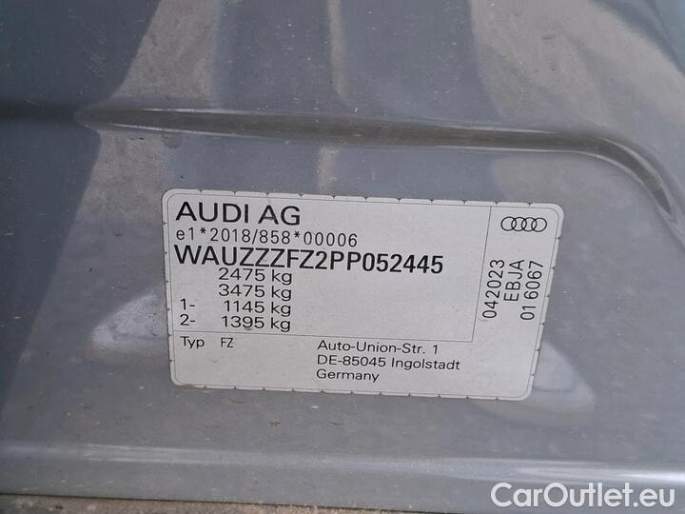 AUDI AG
e1*2018/858*00006
WAUZZZFZ2PP052445
2475 kg
3475 kg
1- 1145 kg
2- 1395 kg
Typ FZ
Auto-Union-Str. 1
DE-85045 Ingolstadt
Germany
042023
EBJA
016067
CarOutlet.eu